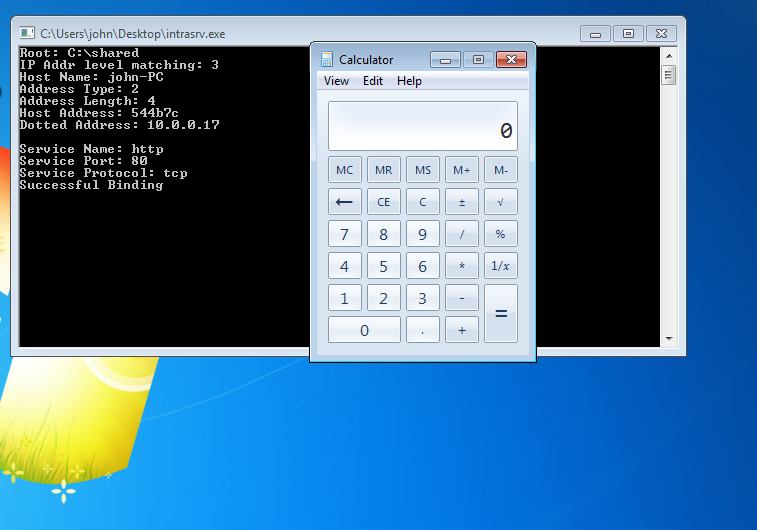 C:\Users\john\Desktop\intrasrv.exe
Root: C:\shared
IP Addr level matching: 3
Host Name: john-PC
Address Type: 2
Address Length: 4
Host Address: 544b7c
Dotted Address: 10.0.0.17
Service Name: http
Service Port: 80
Service Protocol: tcp
Successful Binding
Calculator
View Edit Help
0
MC MR MS M+ M-
← CE C ± √
7 8 9 / %
4 5 6 * 1/x
1 2 3 - =
0 . +